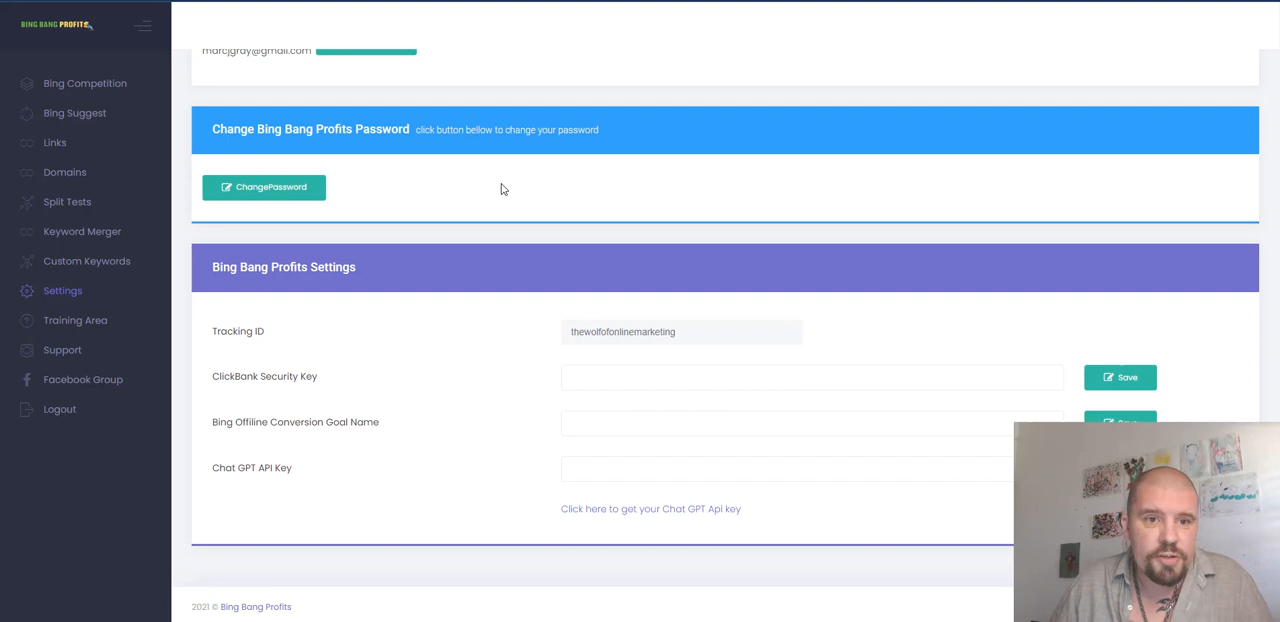 BING BANG PROFITS
Bing Competition
Bing Suggest
Links
Domains
Split Tests
Keyword Merger
Custom Keywords
Settings
Training Area
Support
Facebook Group
Logout
marcjgray@gmail.com
Change Bing Bang Profits Password click button bellow to change your password
ChangePassword
Bing Bang Profits Settings
Tracking ID thewolfofonlinemarketing
ClickBank Security Key Save
Bing Offiline Conversion Goal Name Save
Chat GPT API Key
Click here to get your Chat GPT Api key
2021 © Bing Bang Profits